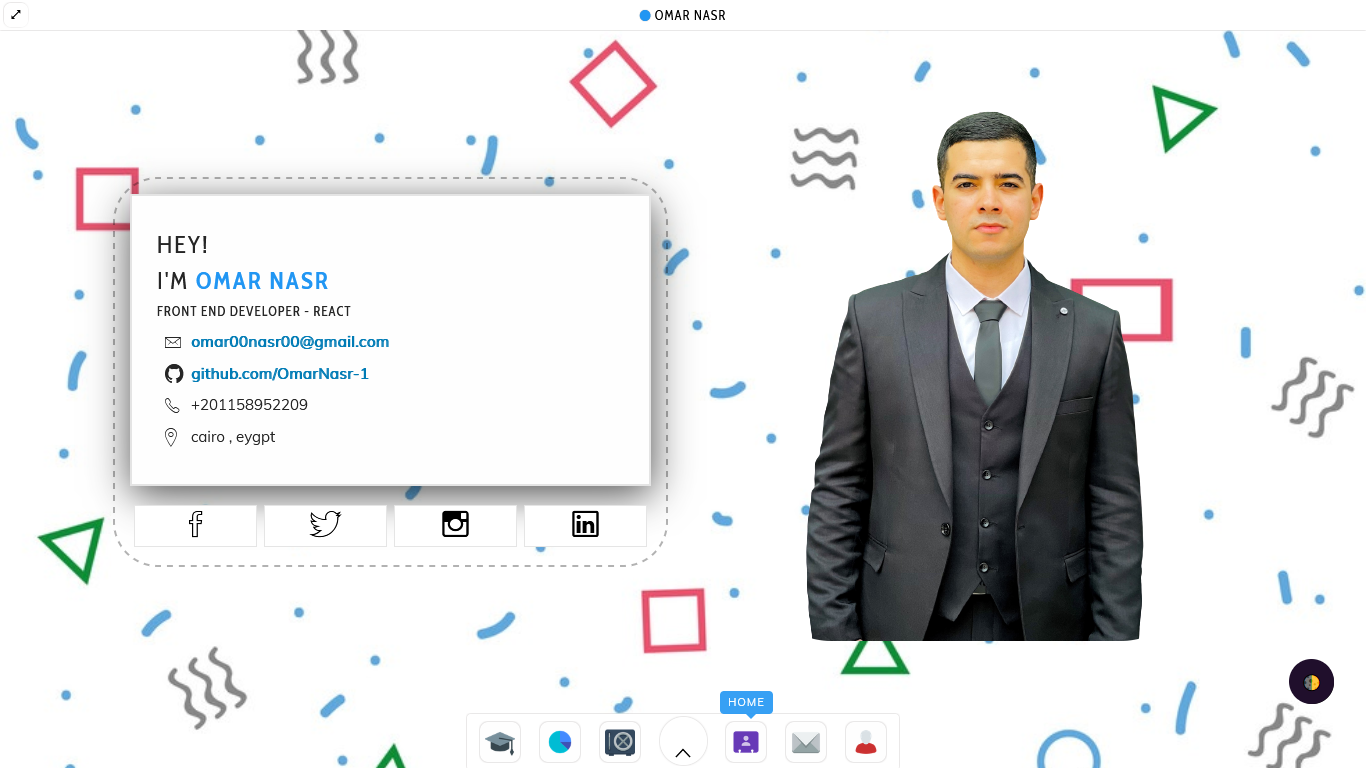 OMAR NASR
HEY!
I'M OMAR NASR
FRONT END DEVELOPER - REACT
omar00nasr00@gmail.com
github.com/OmarNasr-1
+201158952209
cairo , eygpt
HOME